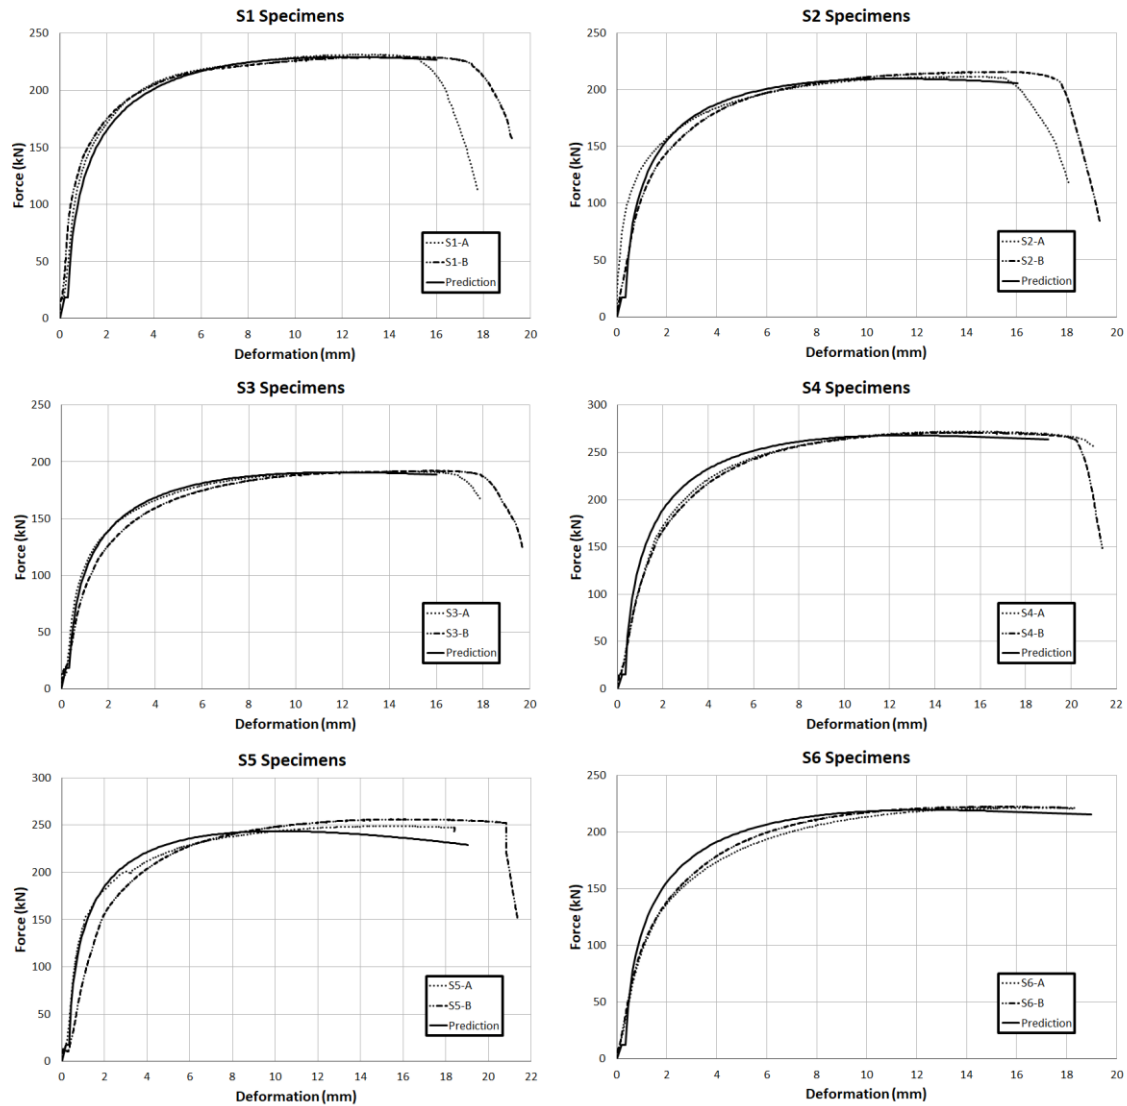 S1 Specimens
250
200
150
100
50
0
Force (kN)
S1-A
S1-B
Prediction
0 2 4 6 8 10 12 14 16 18 20
Deformation (mm)
S2 Specimens
250
200
150
100
50
0
Force (kN)
S2-A
S2-B
Prediction
0 2 4 6 8 10 12 14 16 18 20
Deformation (mm)
S3 Specimens
250
200
150
100
50
0
Force (kN)
S3-A
S3-B
Prediction
0 2 4 6 8 10 12 14 16 18 20
Deformation (mm)
S4 Specimens
300
250
200
150
100
50
0
Force (kN)
S4-A
S4-B
Prediction
0 2 4 6 8 10 12 14 16 18 20 22
Deformation (mm)
S5 Specimens
300
250
200
150
100
50
0
Force (kN)
S5-A
S5-B
Prediction
0 2 4 6 8 10 12 14 16 18 20 22
Deformation (mm)
S6 Specimens
250
200
150
100
50
0
Force (kN)
S6-A
S6-B
Prediction
0 2 4 6 8 10 12 14 16 18 20
Deformation (mm)